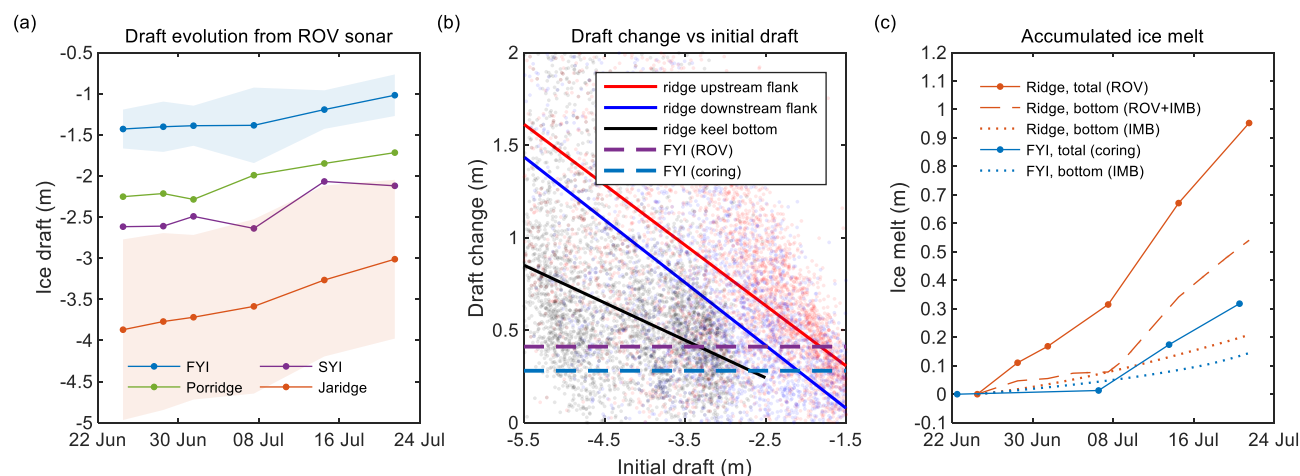 (a)
Draft evolution from ROV sonar
Ice draft (m)
-0.5
-1
-1.5
-2
-2.5
-3
-3.5
-4
-4.5
-5
FYI
SYI
Porridge
Jaridge
22 Jun
30 Jun
08 Jul
16 Jul
24 Jul
(b)
Draft change vs initial draft
Draft change (m)
2
1.5
1
0.5
0
ridge upstream flank
ridge downstream flank
ridge keel bottom
FYI (ROV)
FYI (coring)
-5.5
-4.5
-3.5
-2.5
-1.5
Initial draft (m)
(c)
Accumulated ice melt
Ice melt (m)
1.2
1.1
1
0.9
0.8
0.7
0.6
0.5
0.4
0.3
0.2
0.1
0
-0.1
Ridge, total (ROV)
Ridge, bottom (ROV+IMB)
Ridge, bottom (IMB)
FYI, total (coring)
FYI, bottom (IMB)
22 Jun
30 Jun
08 Jul
16 Jul
24 Jul